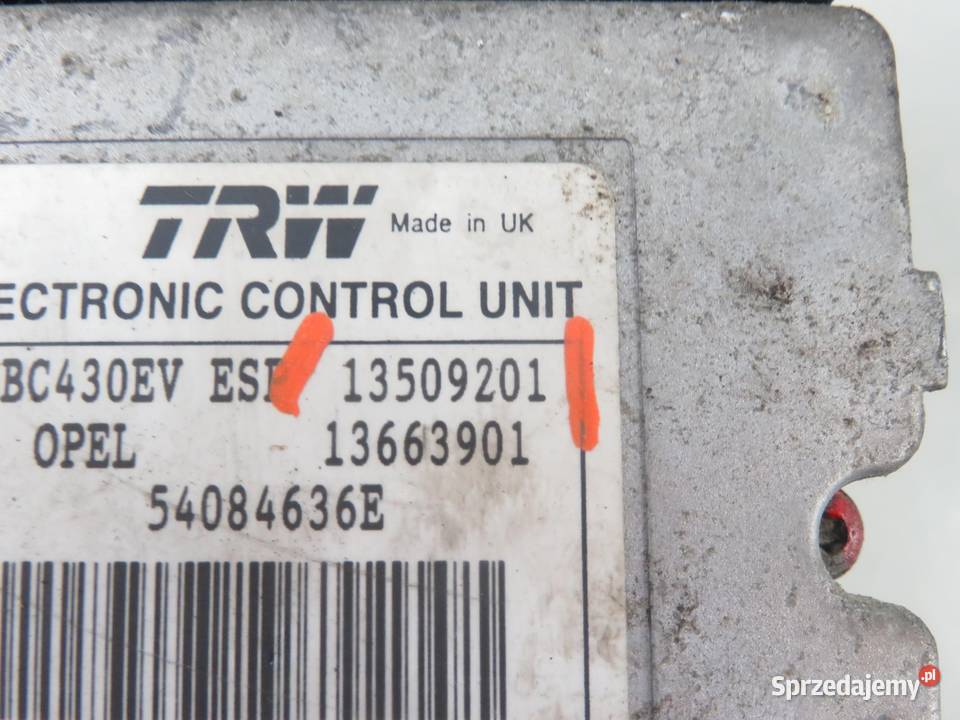 TRW Made in UK
ECTRONIC CONTROL UNIT
BC430EV ESP 13509201
OPEL 13663901
54084636E
Sprzedajemy.pl